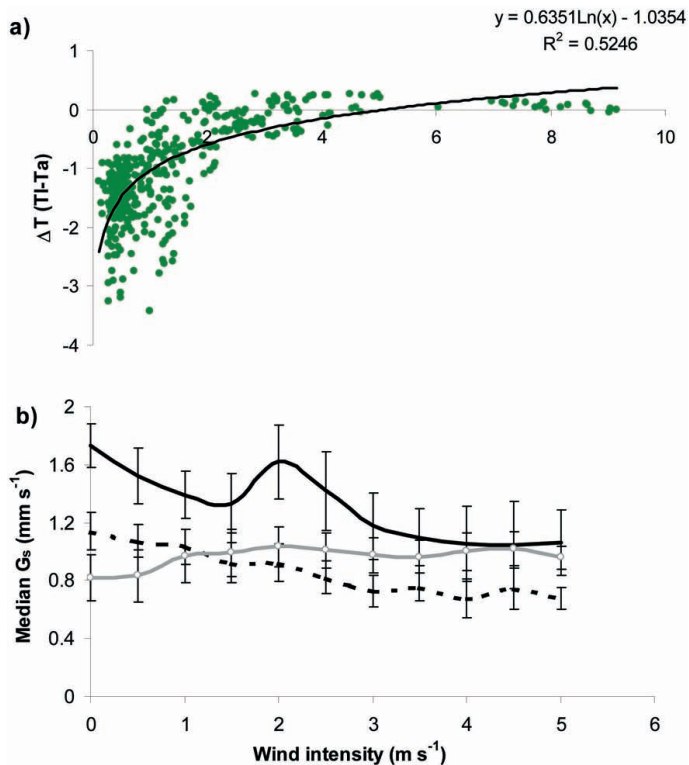 a)
y = 0.6351Ln(x) - 1.0354
R² = 0.5246
1
0
-1
-2
-3
-4
0 2 4 6 8 10
Δ T (Tl-Ta)
b)
2
1.6
1.2
0.8
0.4
0
0 1 2 3 4 5 6
Median Gs (mm s⁻¹)
Wind intensity (m s⁻¹)